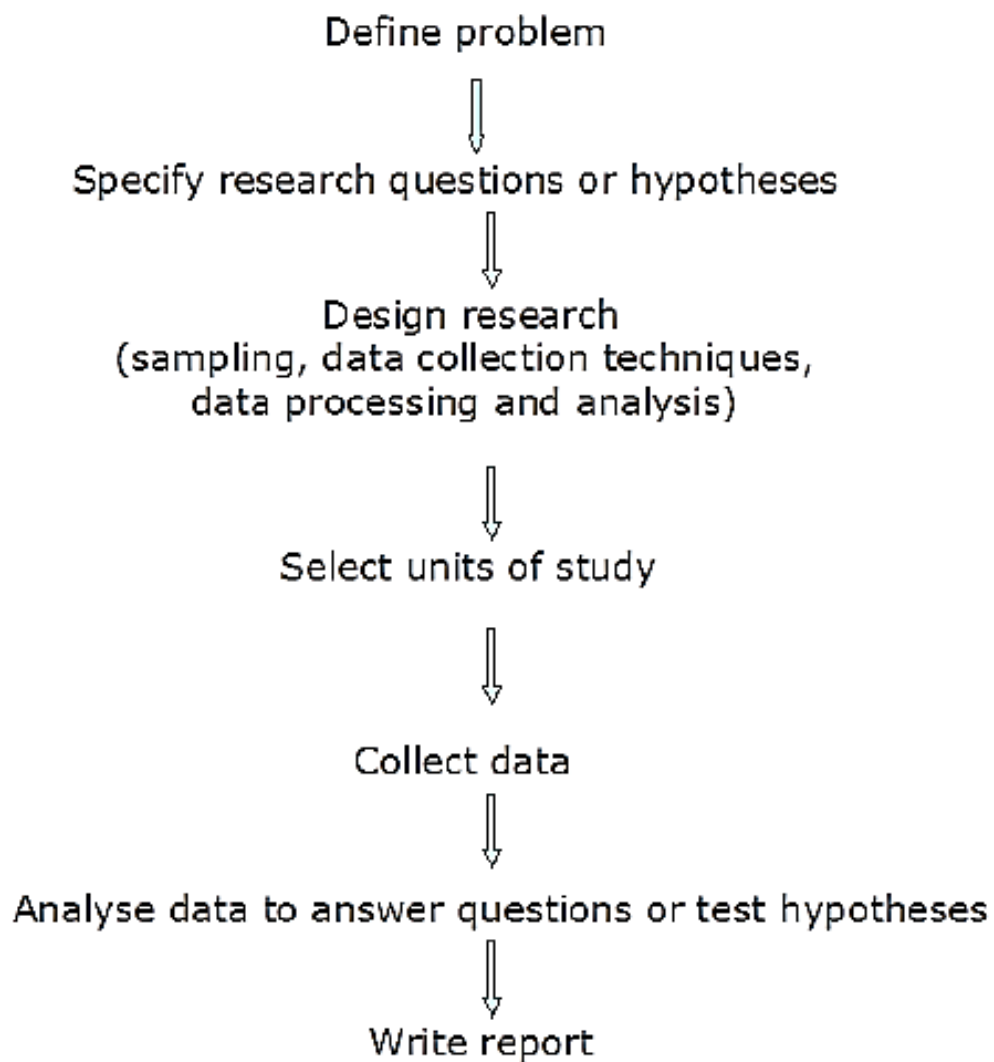 Define problem
Specify research questions or hypotheses
Design research
(sampling, data collection techniques,
data processing and analysis)
Select units of study
Collect data
Analyse data to answer questions or test hypotheses
Write report